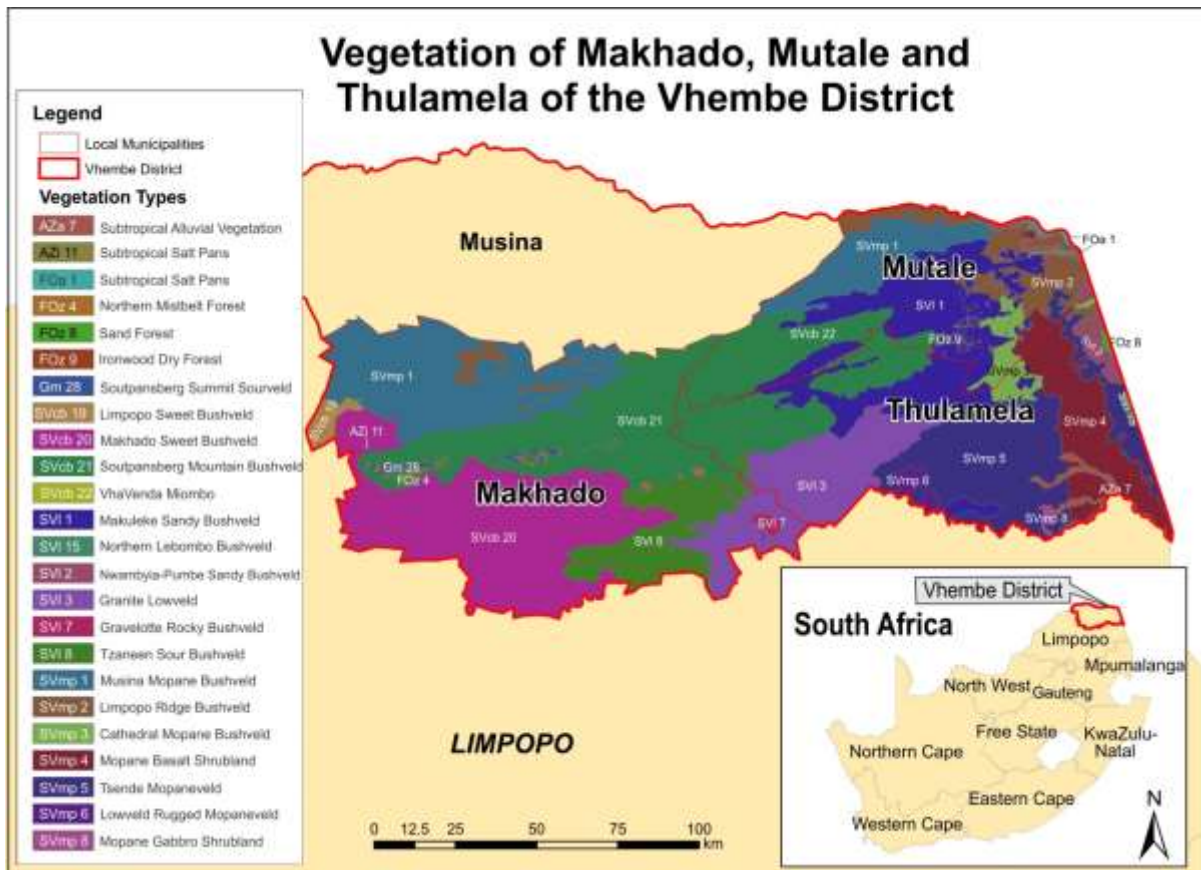 Vegetation of Makhado, Mutale and
Thulamela of the Vhembe District
Legend
Local Municipalities
Vhembe District
Vegetation Types
AZa 7 Subtropical Alluvial Vegetation
AZi 11 Subtropical Salt Pans
FOa 1 Subtropical Salt Pans
FOz 4 Northern Mistbelt Forest
FOz 8 Sand Forest
FOz 9 Ironwood Dry Forest
Gm 28 Soutpansberg Summit Sourveld
SVcb 19 Limpopo Sweet Bushveld
SVcb 20 Makhado Sweet Bushveld
SVcb 21 Soutpansberg Mountain Bushveld
SVcb 22 VhaVenda Miombo
SVl 1 Makuleke Sandy Bushveld
SVl 15 Northern Lebombo Bushveld
SVl 2 Nwambyia-Pumbe Sandy Bushveld
SVl 3 Granite Lowveld
SVl 7 Gravelotte Rocky Bushveld
SVl 8 Tzaneen Sour Bushveld
SVmp 1 Musina Mopane Bushveld
SVmp 2 Limpopo Ridge Bushveld
SVmp 3 Cathedral Mopane Bushveld
SVmp 4 Mopane Basalt Shrubland
SVmp 5 Tsende Mopaneveld
SVmp 6 Lowveld Rugged Mopaneveld
SVmp 8 Mopane Gabbro Shrubland
Musina
SVmp 1
FOa 1
Mutale
SVmp 2
SVl 1
SVcb 22
FOz 9
FOz 8
SVmp 3
SVmp 1
Thulamela
SVcb 19
SVcb 21
SVmp 4
AZi 11
SVmp 5
Gm 28
FOz 4
Makhado
SVl 3
SVmp 6
AZa 7
SVmp 8
SVl 7
SVcb 20
SVl 8
LIMPOPO
0 12.5 25 50 75 100
km
Vhembe District
South Africa
Limpopo
Mpumalanga
North West
Gauteng
Free State
KwaZulu-
Natal
Northern Cape
Eastern Cape
Western Cape
N